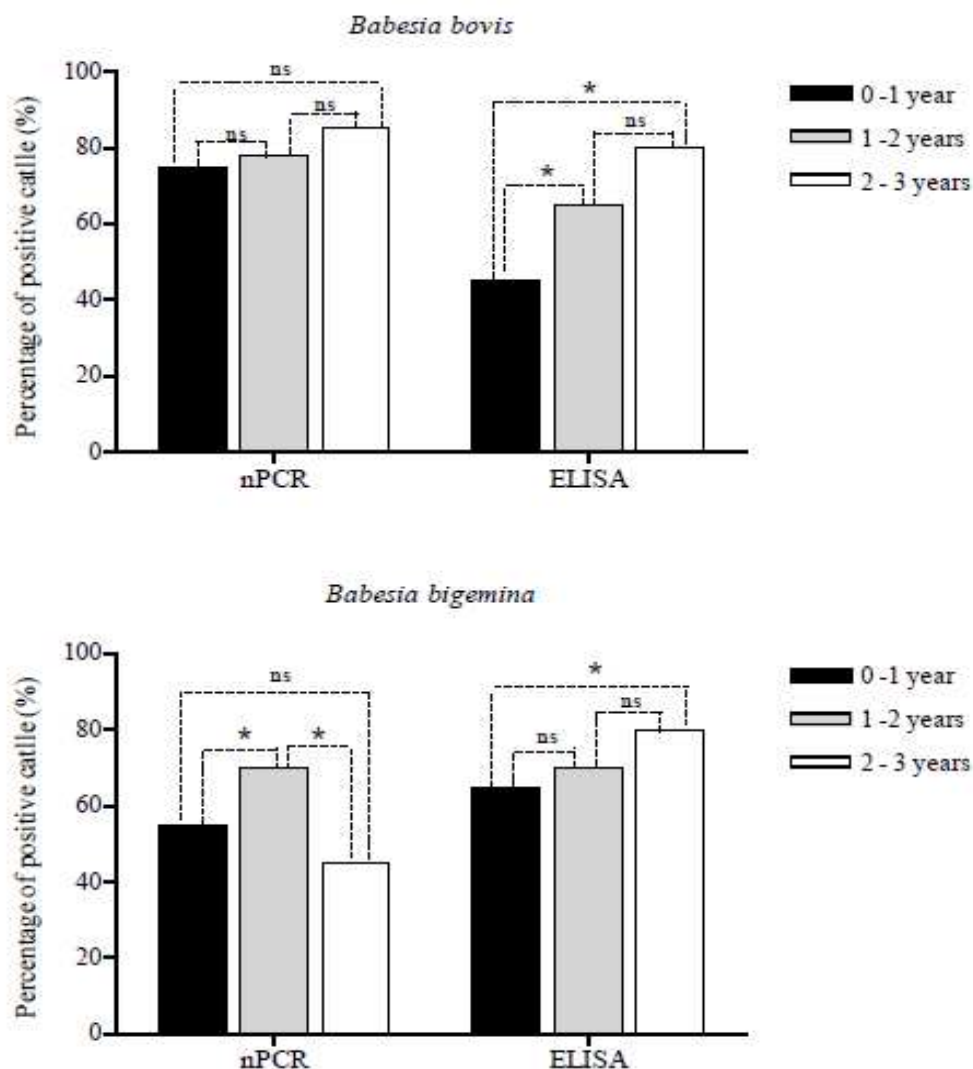 Babesia bovis
Percentage of positive catlle (%)
100
80
60
40
20
0
ns
ns
ns
*
*
ns
nPCR
ELISA
0 -1 year
1 -2 years
2 - 3 years
Babesia bigemina
Percentage of positive catlle (%)
100
80
60
40
20
0
ns
*
*
*
ns
ns
nPCR
ELISA
0 -1 year
1 -2 years
2 - 3 years